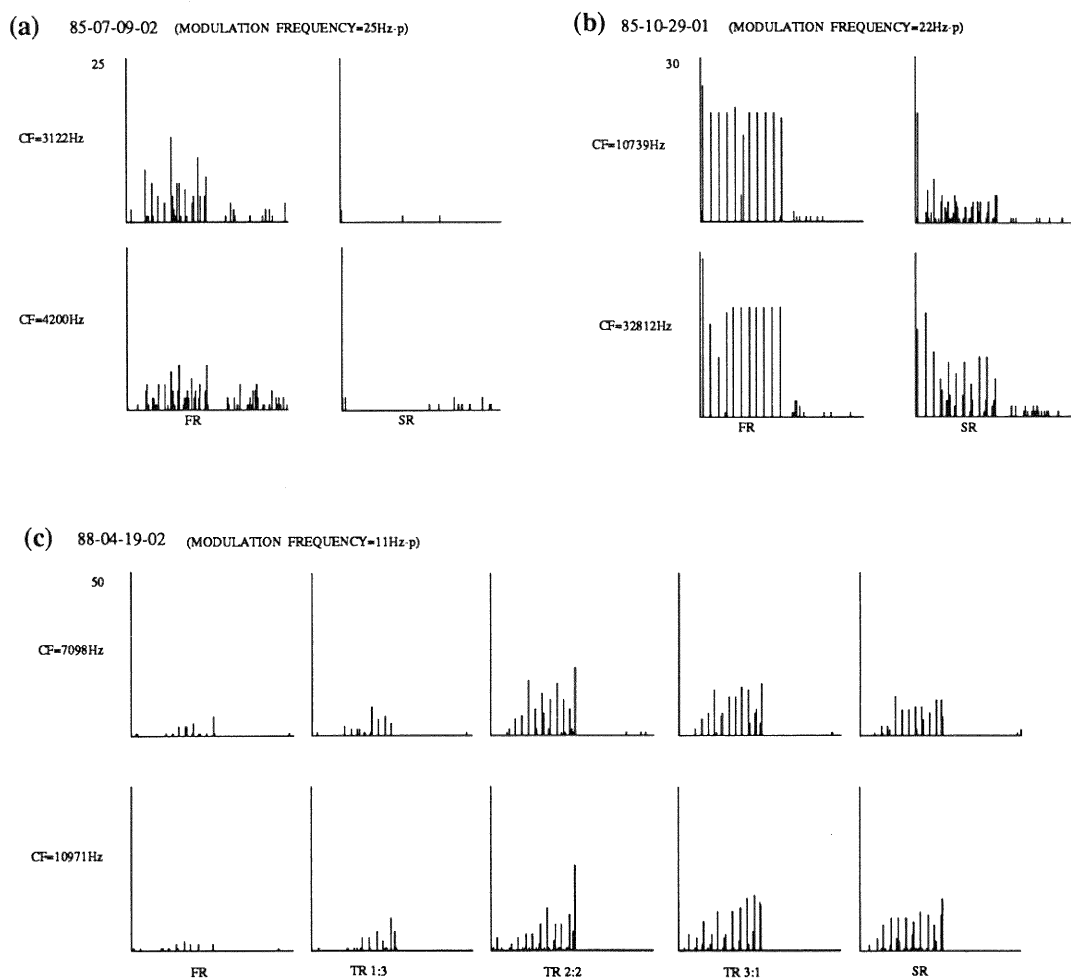 (a) 85-07-09-02 (MODULATION FREQUENCY=25Hz-p)
25
CF=3122Hz
CF=4200Hz
FR SR
(b) 85-10-29-01 (MODULATION FREQUENCY=22Hz-p)
30
CF=10739Hz
CF=32812Hz
FR SR
(c) 88-04-19-02 (MODULATION FREQUENCY=11Hz-p)
50
CF=7098Hz
CF=10971Hz
FR TR 1:3 TR 2:2 TR 3:1 SR